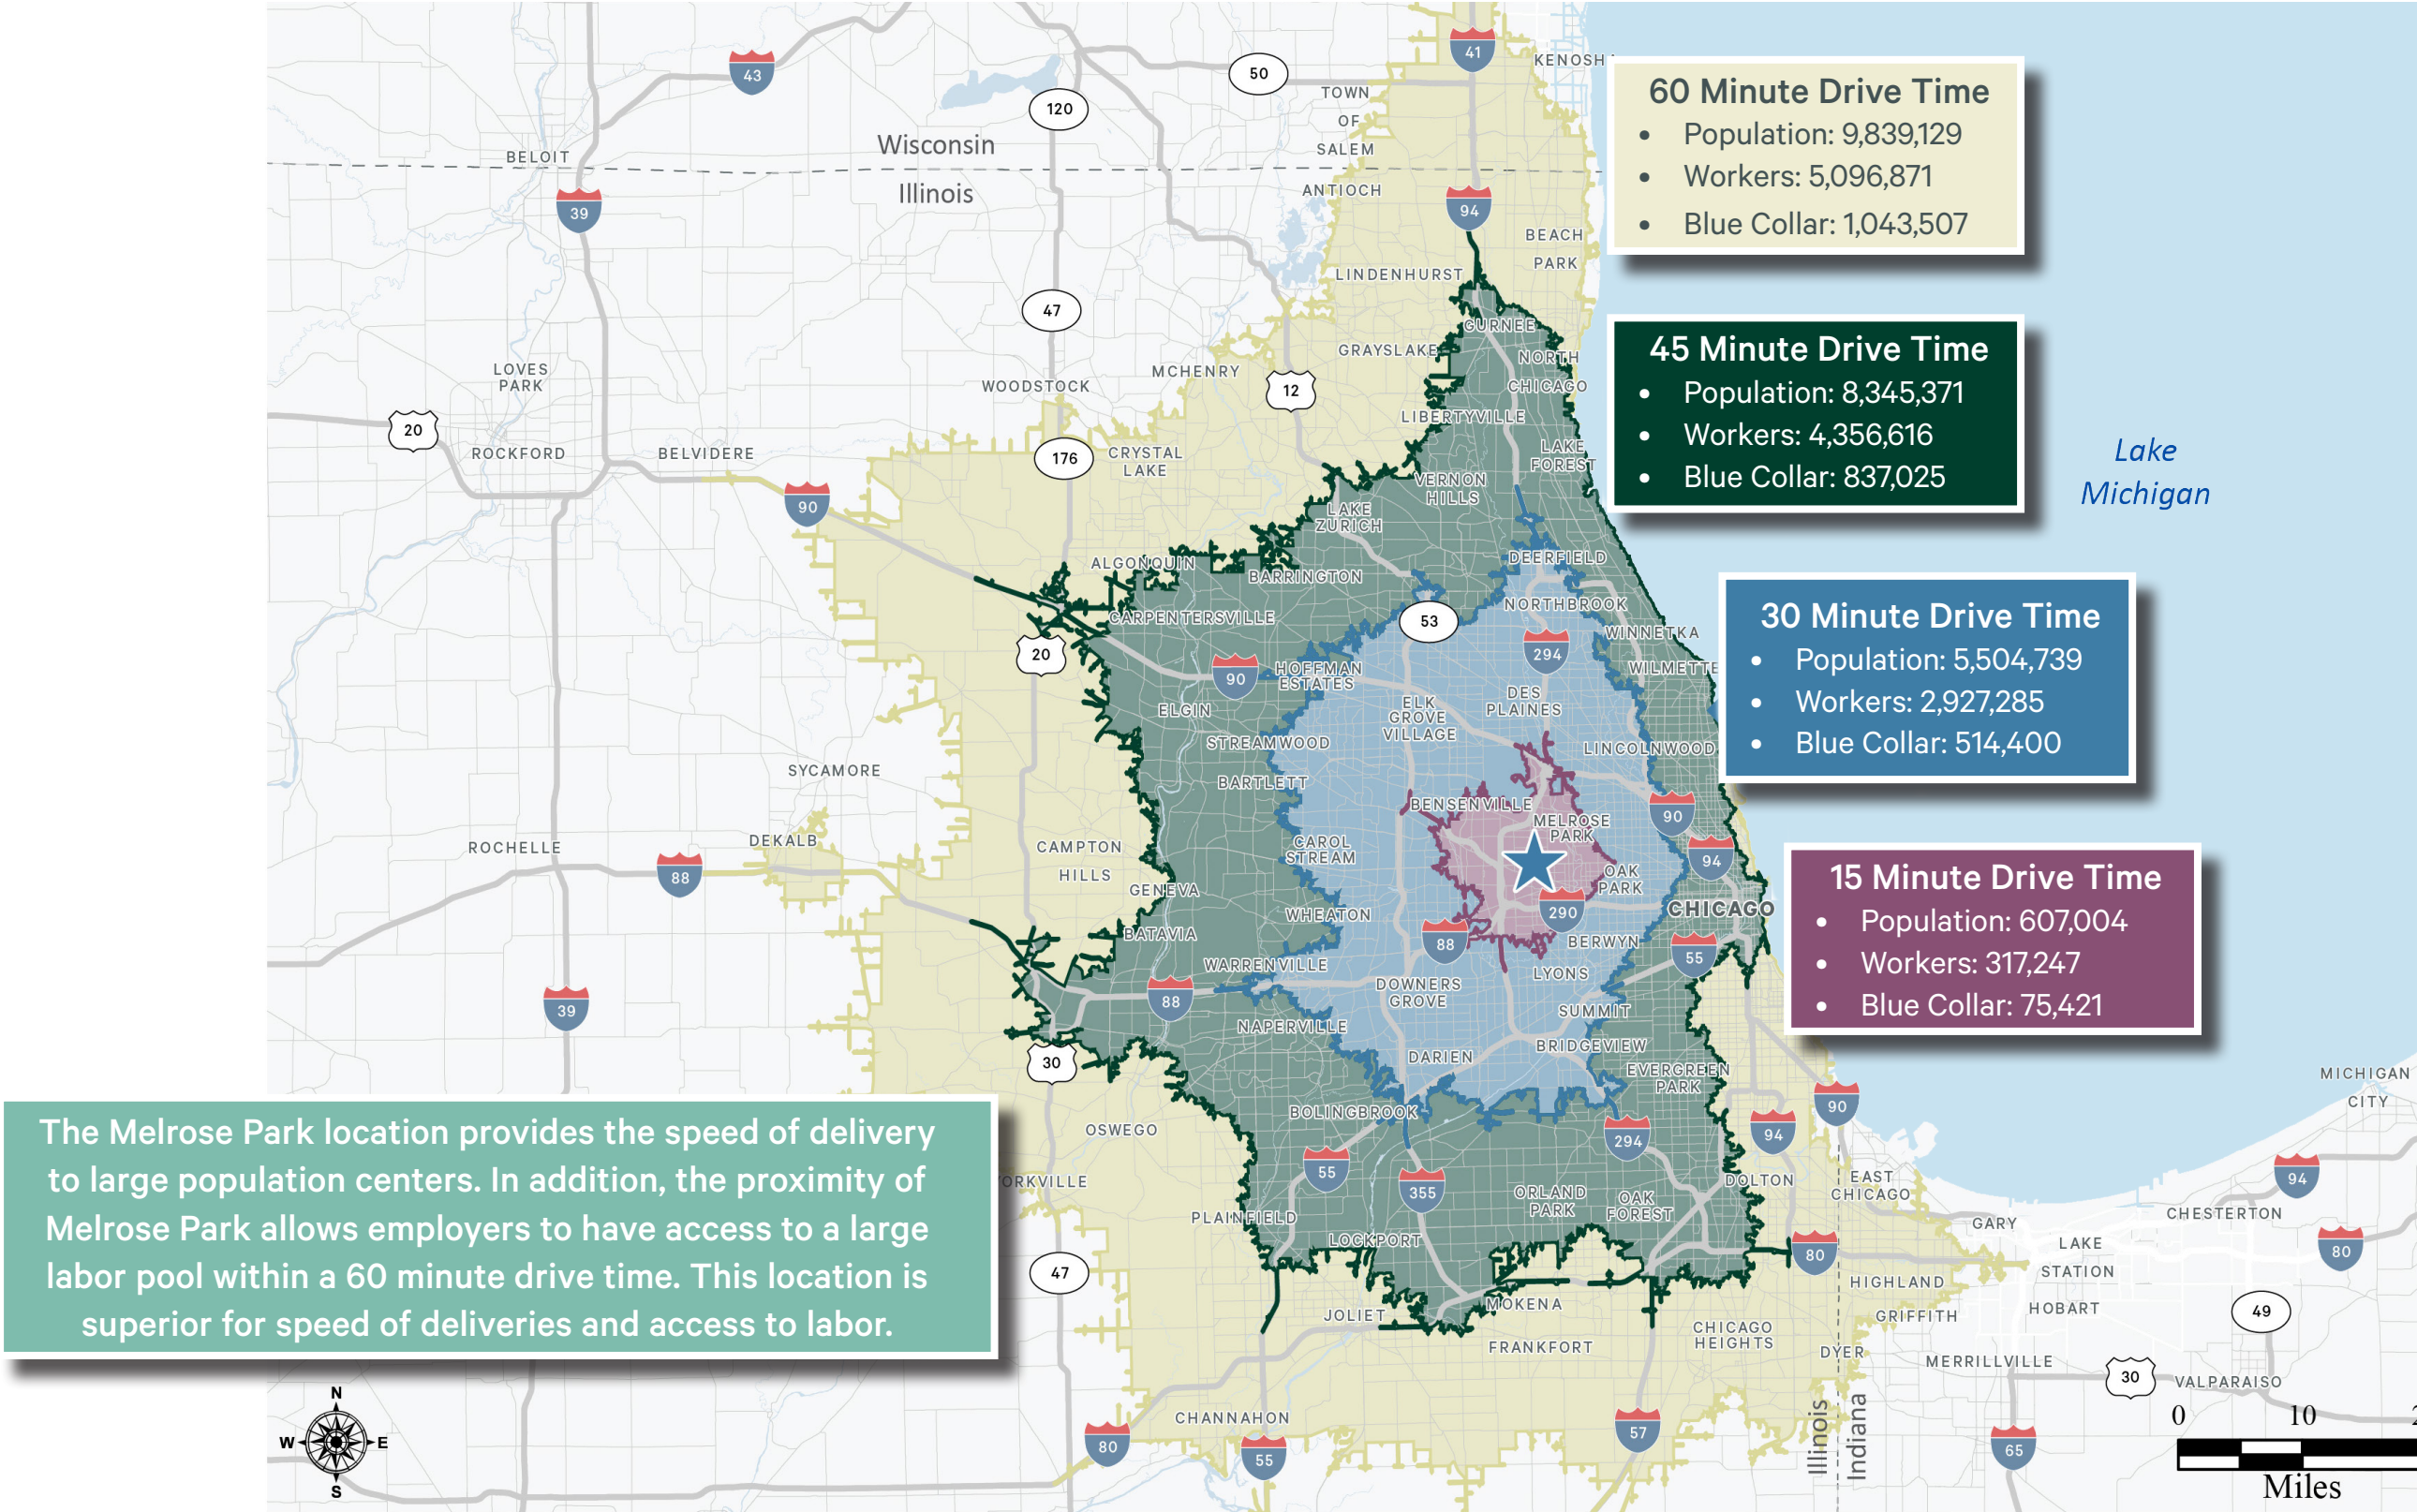 41
KENOSH
43
50
TOWN
OF
SALEM
120
Wisconsin
Illinois
BELOIT
39
ANTIOCH
94
BEACH
PARK
LINDENHURST
60 Minute Drive Time
• Population: 9,839,129
• Workers: 5,096,871
• Blue Collar: 1,043,507
47
GURNEE
GRAYSLAKE
NORTH
CHICAGO
LOVES
PARK
WOODSTOCK
MCHENRY
12
LIBERTYVILLE
45 Minute Drive Time
• Population: 8,345,371
• Workers: 4,356,616
• Blue Collar: 837,025
Lake
Michigan
20
ROCKFORD
BELVIDERE
176
CRYSTAL
LAKE
LAKE
FOREST
VERNON
HILLS
90
LAKE
ZURICH
ALGONQUIN
BARRINGTON
DEERFIELD
CARPENTERSVILLE
53
NORTHBROOK
WINNETKA
20
294
WILMETTE
90
HOFFMAN
ESTATES
30 Minute Drive Time
• Population: 5,504,739
• Workers: 2,927,285
• Blue Collar: 514,400
ELGIN
ELK
GROVE
VILLAGE
DES
PLAINES
STREAMWOOD
LINCOLNWOOD
SYCAMORE
BARTLETT
BENSENVILLE
MELROSE
PARK
90
ROCHELLE
DEKALB
CAMPTON
HILLS
CAROL
STREAM
94
88
GENEVA
OAK
PARK
290
CHICAGO
15 Minute Drive Time
• Population: 607,004
• Workers: 317,247
• Blue Collar: 75,421
WHEATON
BATAVIA
88
BERWYN
55
WARRENVILLE
LYONS
39
88
DOWNERS
GROVE
SUMMIT
NAPERVILLE
30
DARIEN
BRIDGEVIEW
EVERGREEN
PARK
MICHIGAN
CITY
90
BOLINGBROOK
OSWEGO
294
94
The Melrose Park location provides the speed of delivery
to large population centers. In addition, the proximity of
Melrose Park allows employers to have access to a large
labor pool within a 60 minute drive time. This location is
superior for speed of deliveries and access to labor.
ORKVILLE
55
355
ORLAND
PARK
OAK
FOREST
DOLTON
EAST
CHICAGO
94
PLAINFIELD
LOCKPORT
GARY
CHESTERTON
47
80
LAKE
STATION
80
HIGHLAND
JOLIET
MOKENA
GRIFFITH
HOBART
49
FRANKFORT
CHICAGO
HEIGHTS
DYER
MERRILLVILLE
30
VALPARAISO
N
W
E
S
CHANNAHON
80
55
57
Illinois
Indiana
65
0 10 2
Miles